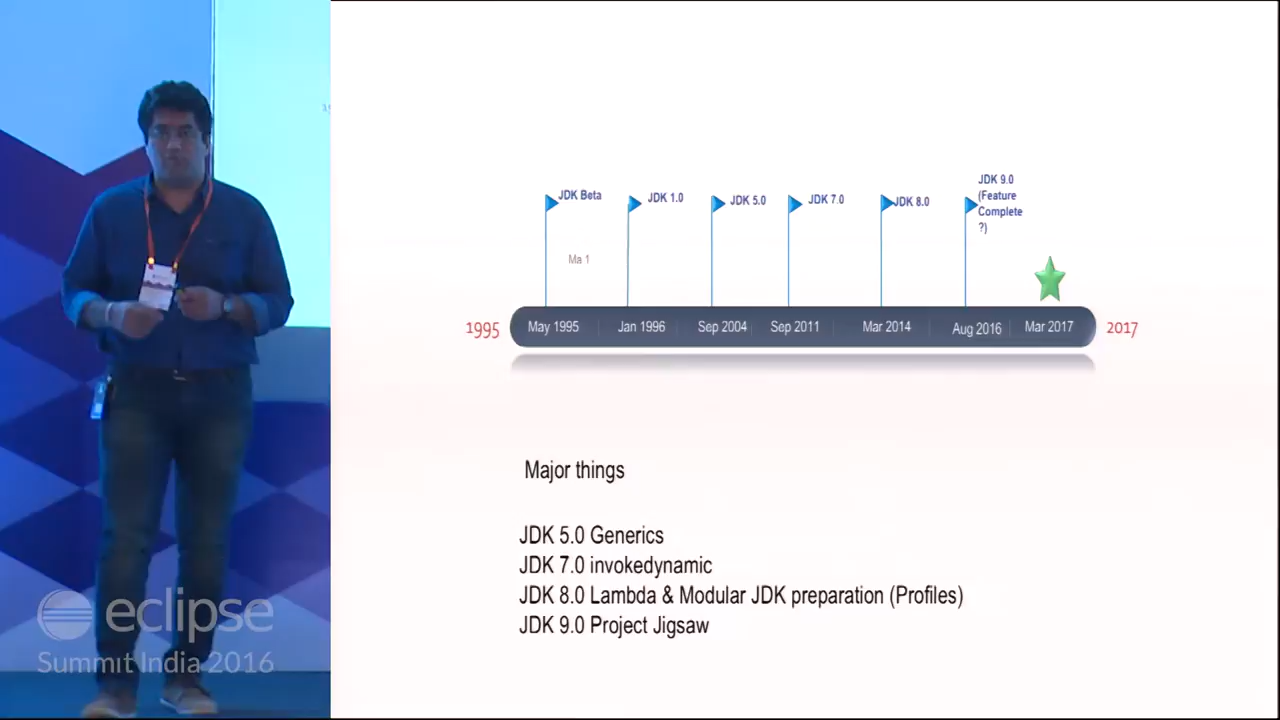 JDK Beta
JDK 1.0
JDK 5.0
JDK 7.0
JDK 8.0
JDK 9.0
(Feature
Complete
?)
Ma 1
1995
May 1995
Jan 1996
Sep 2004
Sep 2011
Mar 2014
Aug 2016
Mar 2017
2017
Major things
JDK 5.0 Generics
JDK 7.0 invokedynamic
JDK 8.0 Lambda & Modular JDK preparation (Profiles)
JDK 9.0 Project Jigsaw
eclipse
Summit India 2016